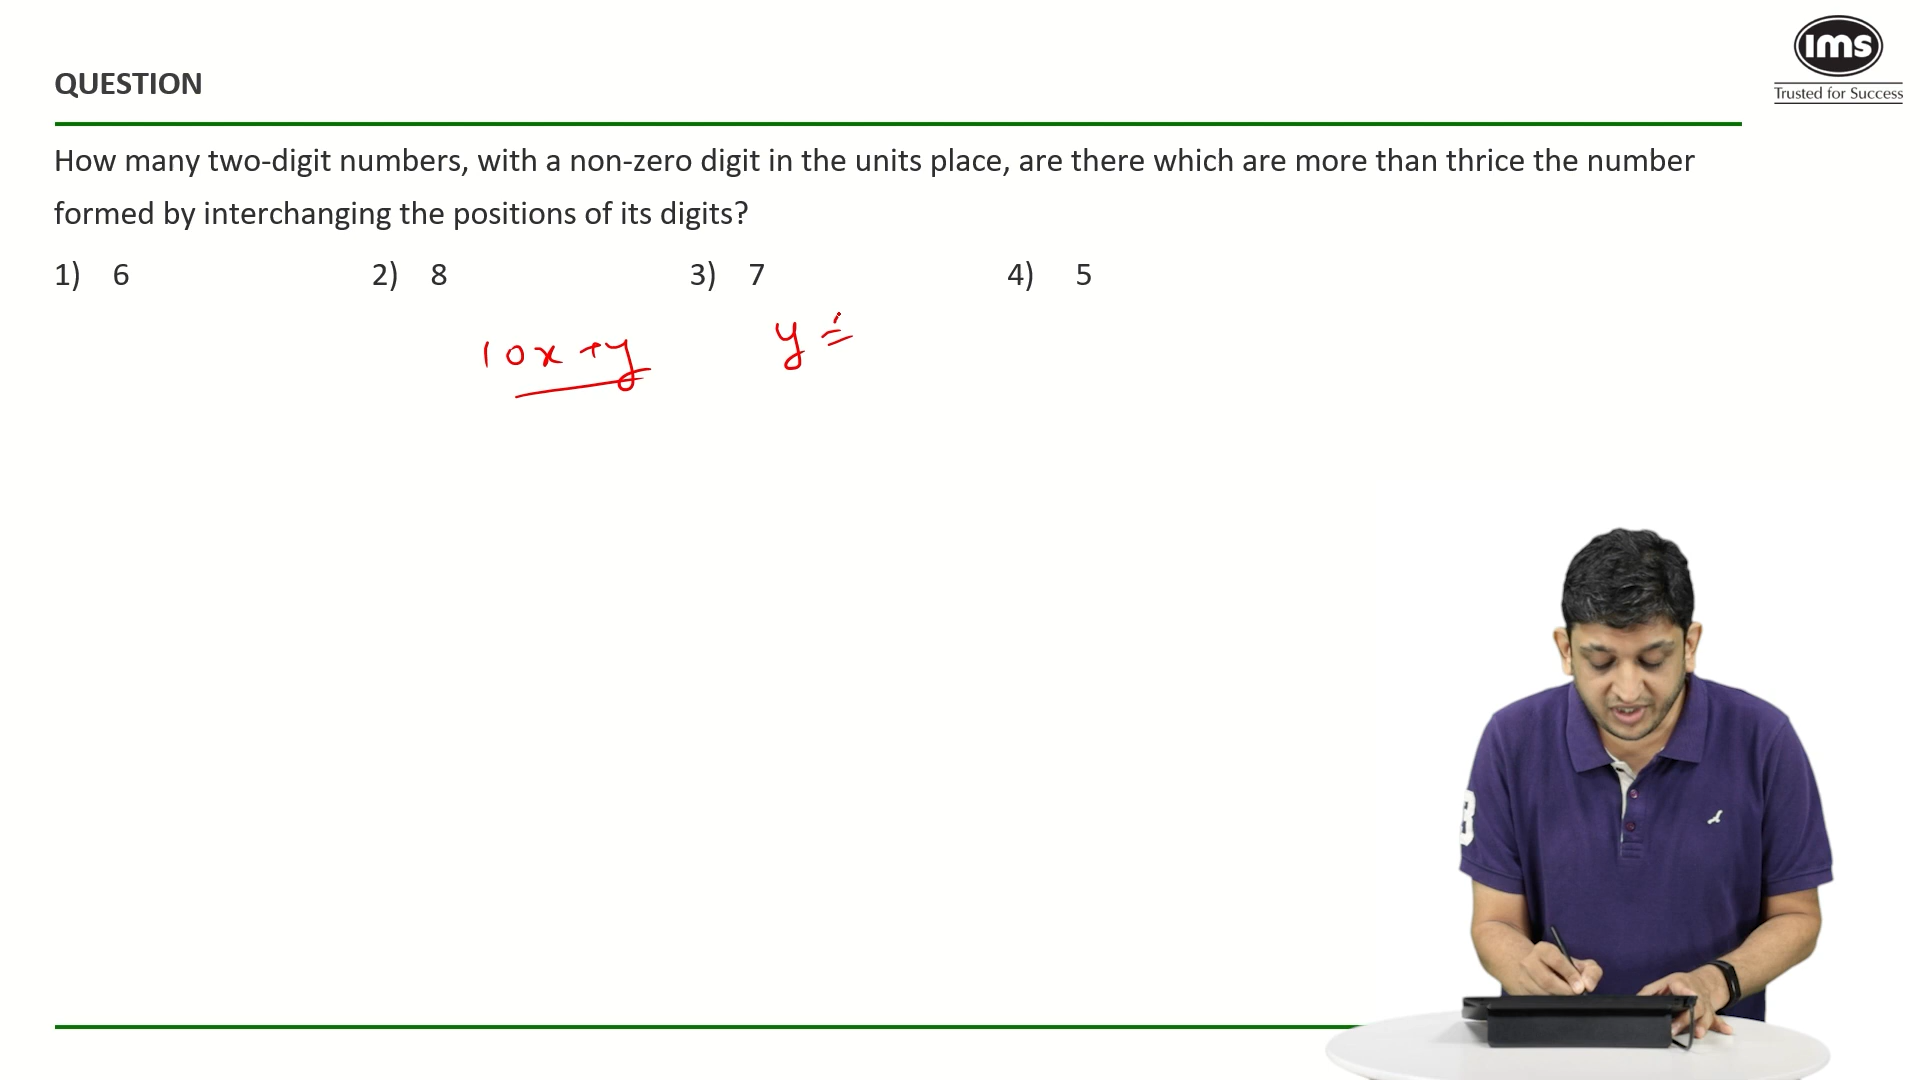 ims
Trusted for Success
QUESTION
How many two-digit numbers, with a non-zero digit in the units place, are there which are more than thrice the number
formed by interchanging the positions of its digits?
1) 6 2) 8 3) 7 4) 5
10x+y y =
3